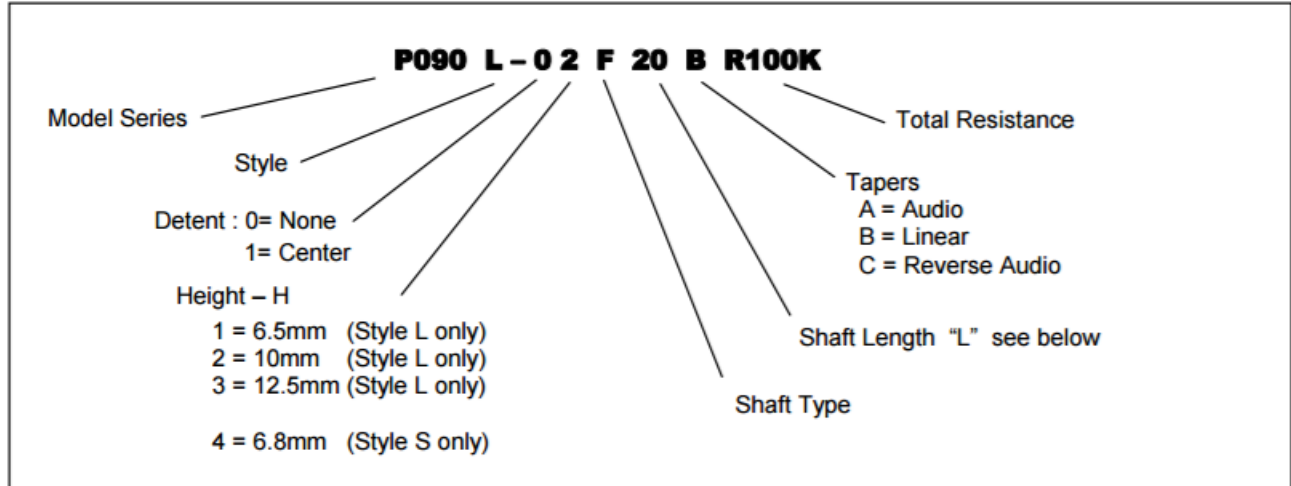 P090 L – 0 2 F 20 B R100K
Model Series
Total Resistance
Style
Tapers
A = Audio
B = Linear
C = Reverse Audio
Detent : 0= None
1= Center
Height – H
1 = 6.5mm (Style L only)
2 = 10mm (Style L only)
3 = 12.5mm (Style L only)
4 = 6.8mm (Style S only)
Shaft Length "L" see below
Shaft Type